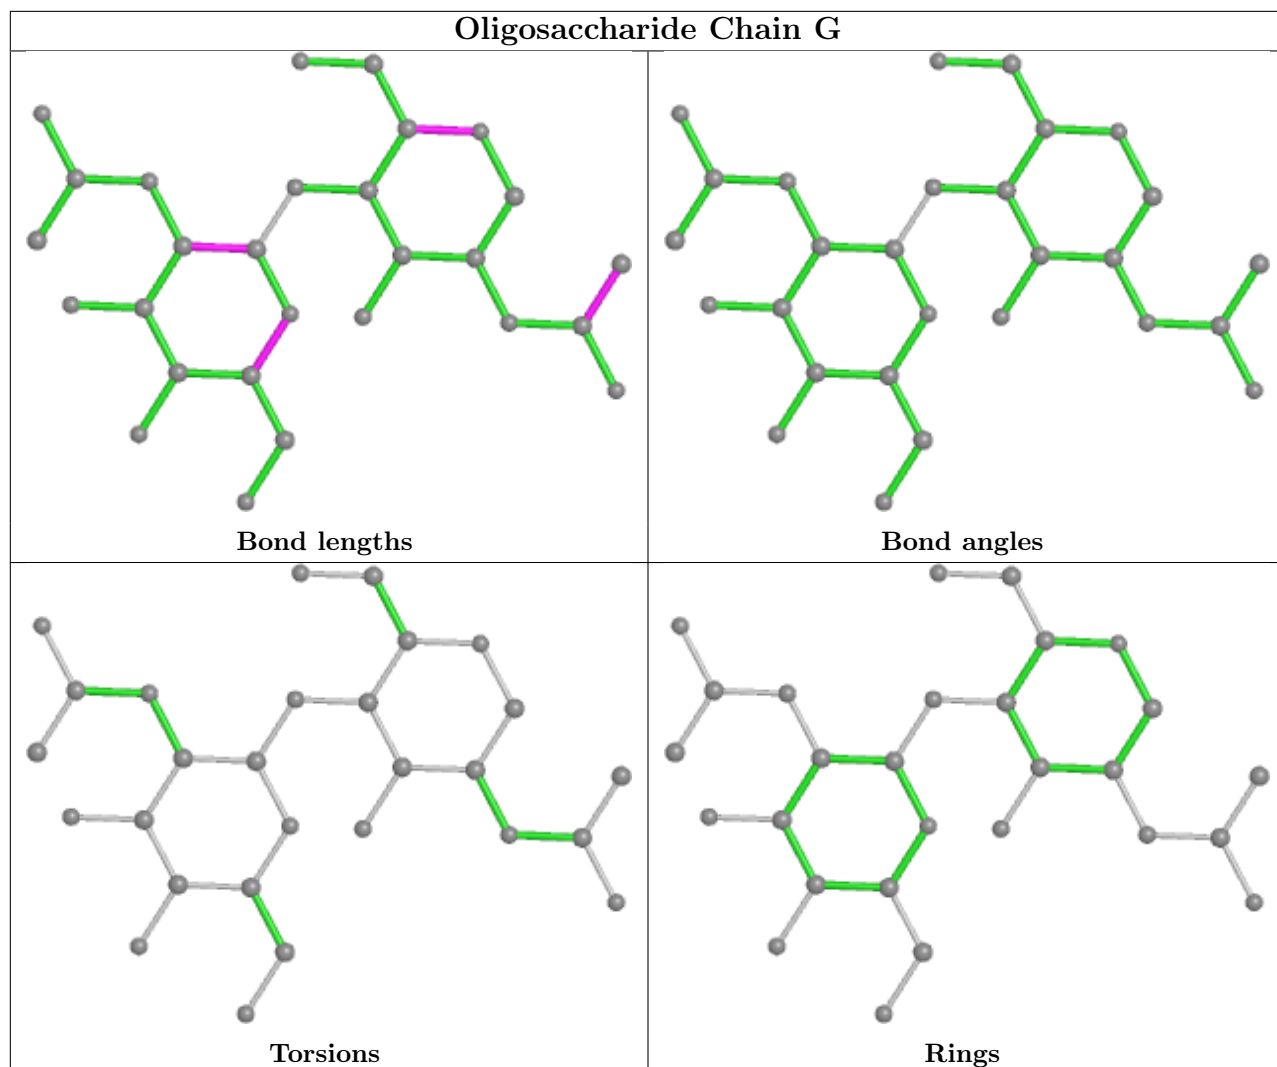 Oligosaccharide Chain G
Bond lengths
Bond angles
Torsions
Rings